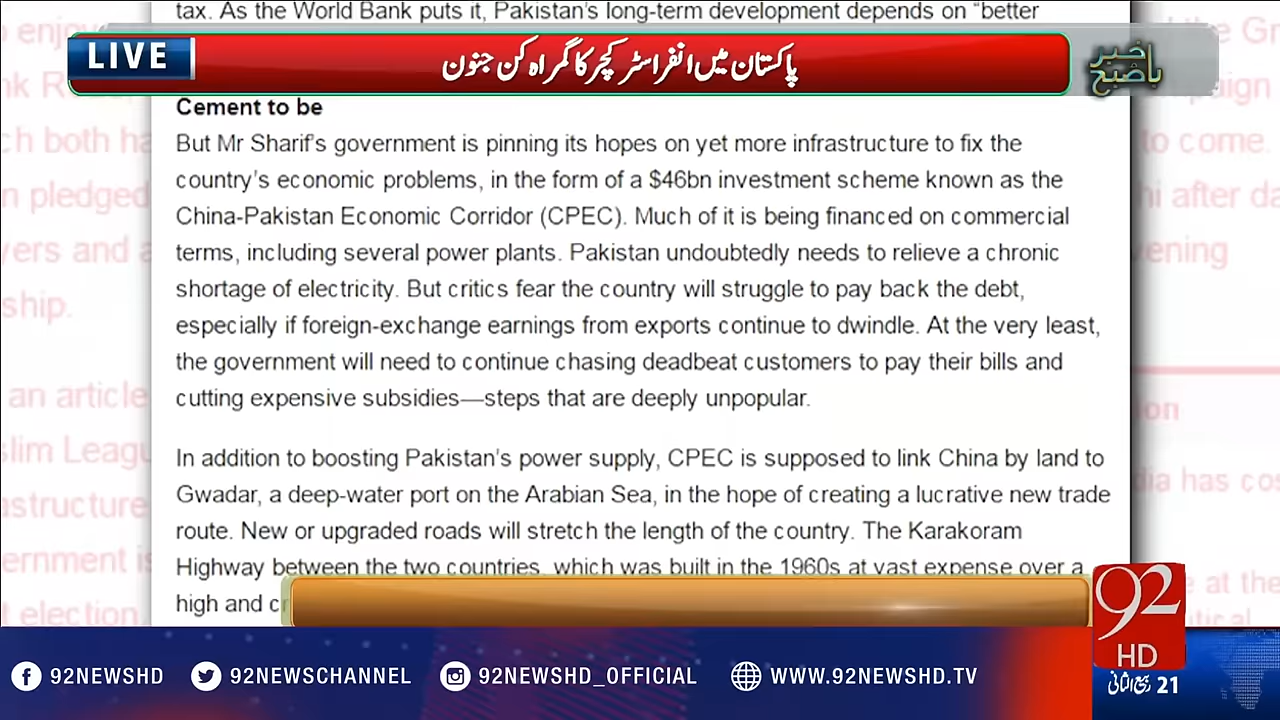 tax. As the World Bank puts it, Pakistan's long-term development depends on "better
LIVE
پاکستان میں انفراسٹرکچر کا گمراہ کن جنون
باخبر صبح
Cement to be
But Mr Sharif's government is pinning its hopes on yet more infrastructure to fix the
country's economic problems, in the form of a $46bn investment scheme known as the
China-Pakistan Economic Corridor (CPEC). Much of it is being financed on commercial
terms, including several power plants. Pakistan undoubtedly needs to relieve a chronic
shortage of electricity. But critics fear the country will struggle to pay back the debt,
especially if foreign-exchange earnings from exports continue to dwindle. At the very least,
the government will need to continue chasing deadbeat customers to pay their bills and
cutting expensive subsidies—steps that are deeply unpopular.
In addition to boosting Pakistan's power supply, CPEC is supposed to link China by land to
Gwadar, a deep-water port on the Arabian Sea, in the hope of creating a lucrative new trade
route. New or upgraded roads will stretch the length of the country. The Karakoram
Highway between the two countries, which was built in the 1960s at vast expense over a
high and
92
HD
21 ربیع الثانی
92NEWSHD
92NEWSCHANNEL
92NEWSHD_OFFICIAL
WWW.92NEWSHD.TV